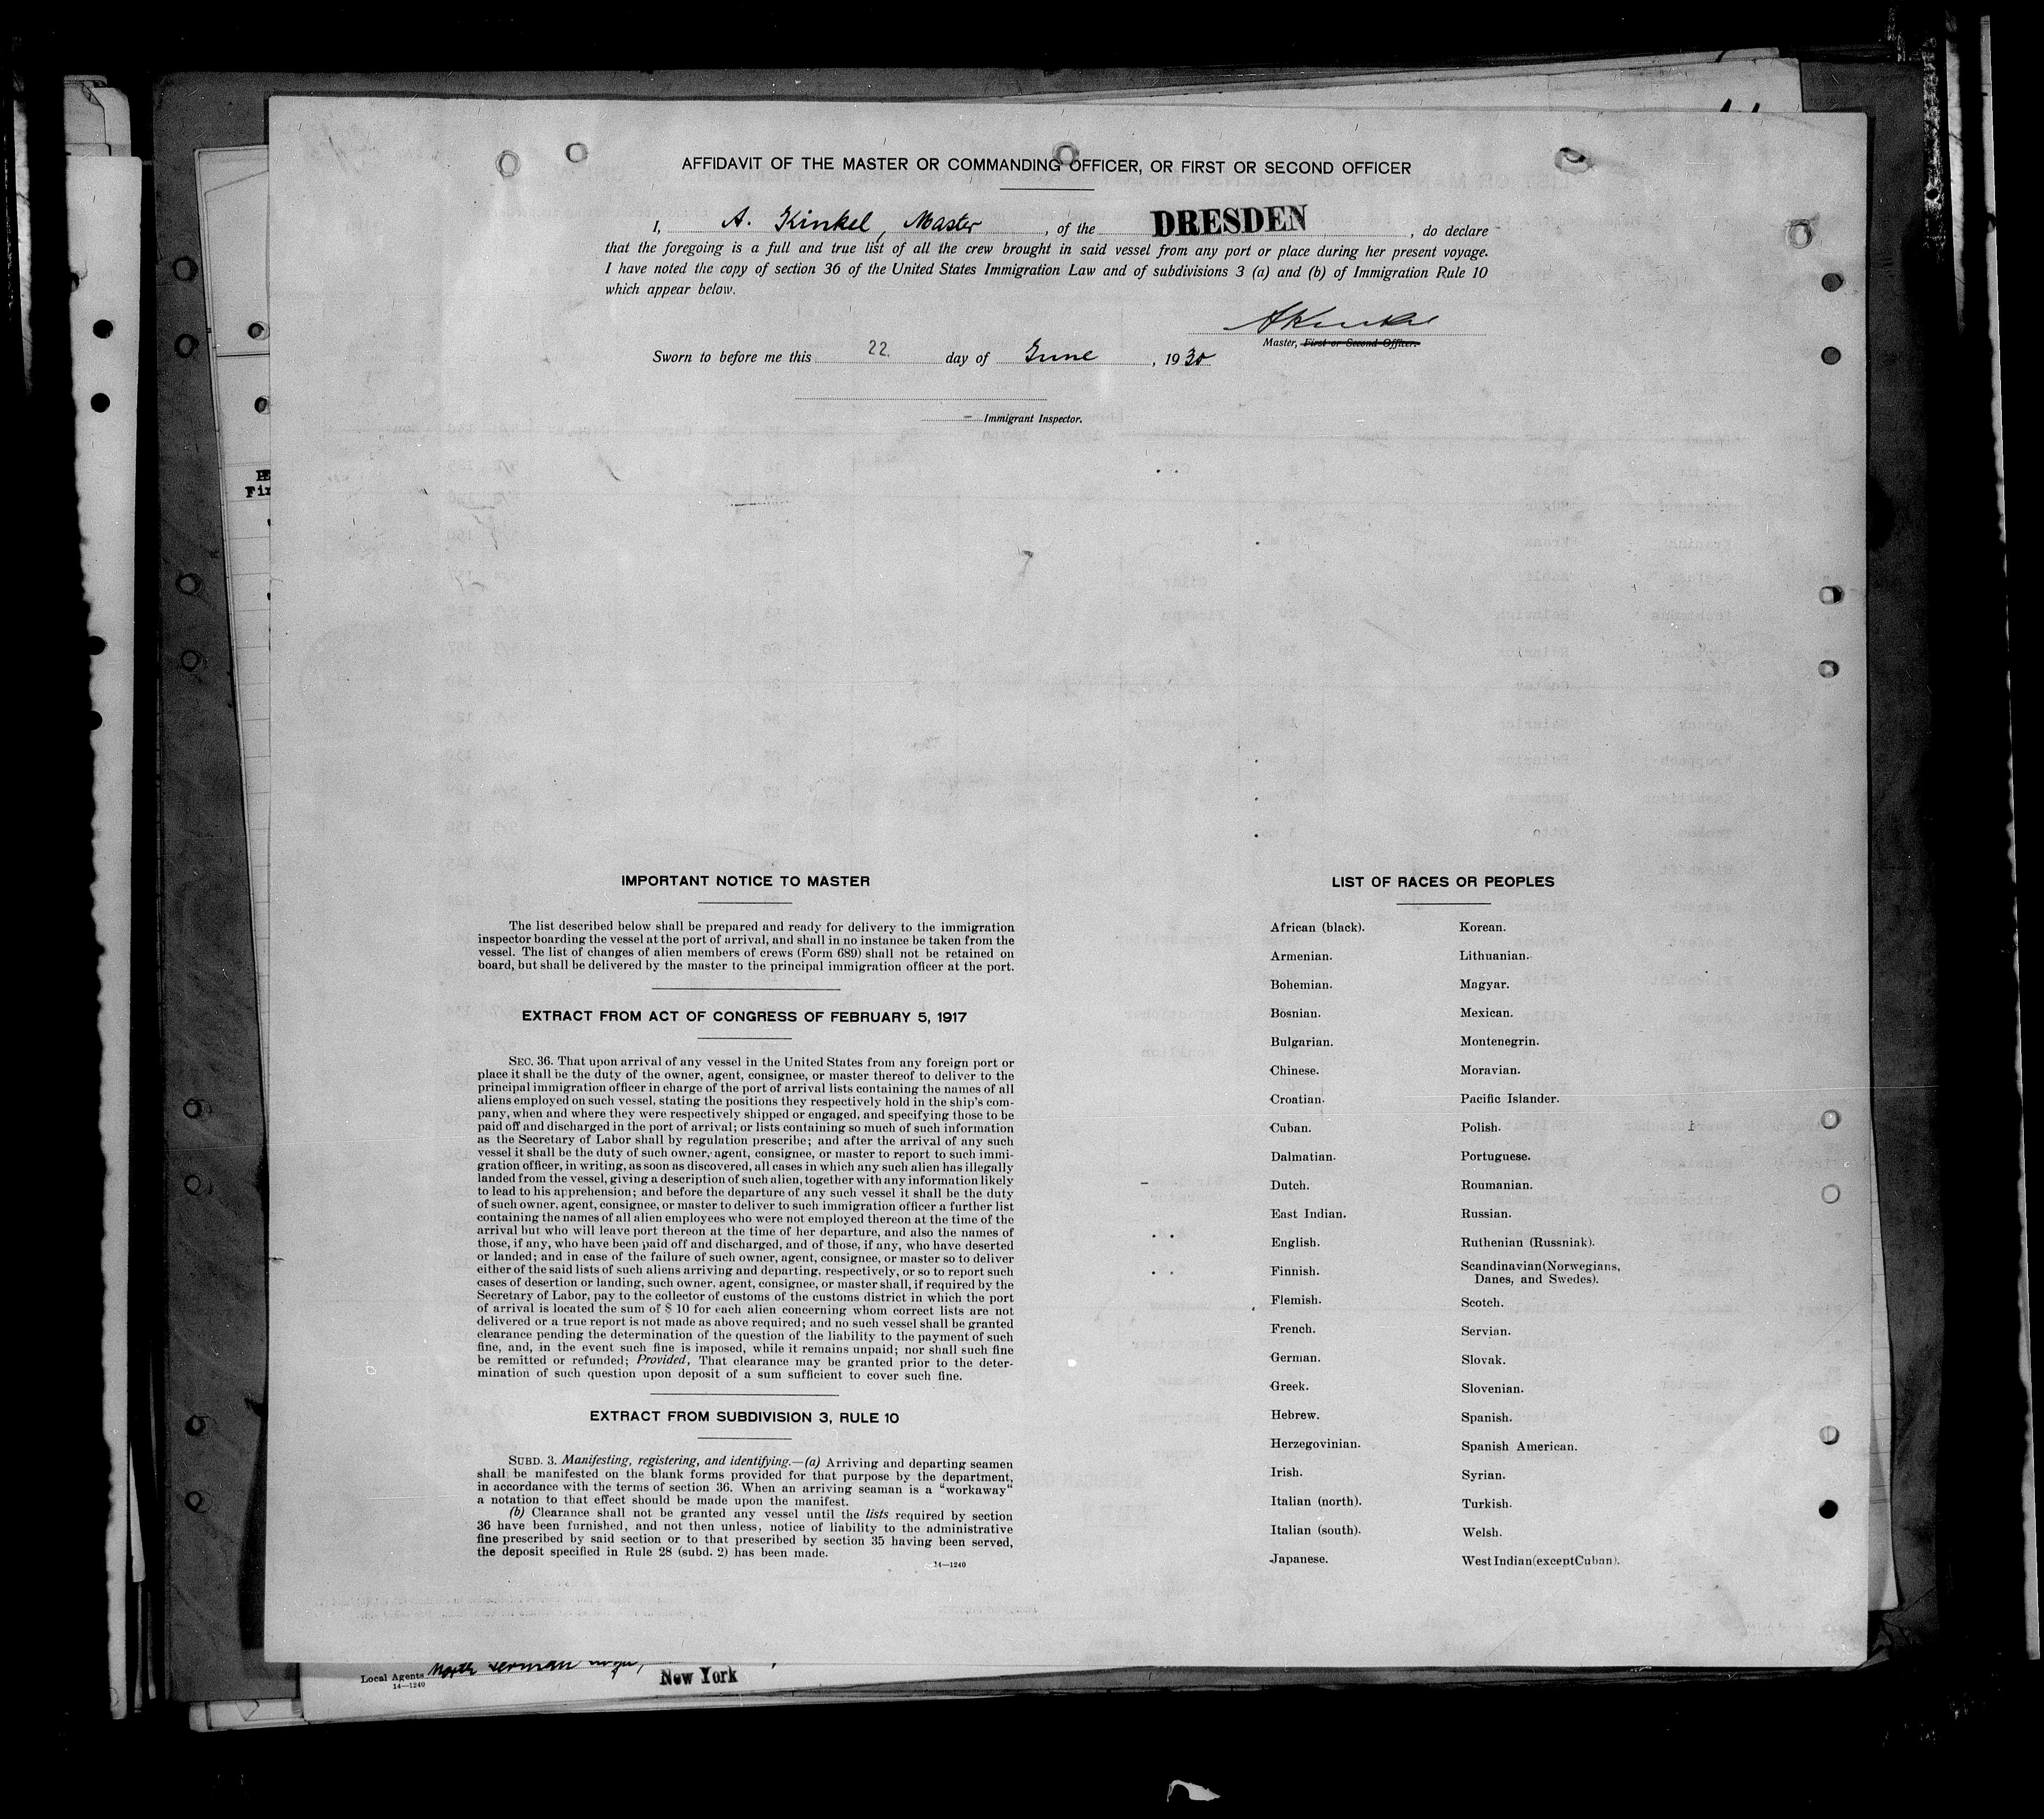 AFFIDAVIT OF THE MASTER OR COMMANDING OFFICER, OR FIRST OR SECOND OFFICER
I, A. Kinkel, Master, of the DRESDEN, do declare
that the foregoing is a full and true list of all the crew brought in said vessel from any port or place during her present voyage.
I have noted the copy of section 36 of the United States Immigration Law and of subdivisions 3 (a) and (b) of Immigration Rule 10
which appear below.
AKinkel
Master, First or Second Officer.
Sworn to before me this 22. day of June, 1930
Immigrant Inspector.
IMPORTANT NOTICE TO MASTER
The list described below shall be prepared and ready for delivery to the immigration
inspector boarding the vessel at the port of arrival, and shall in no instance be taken from the
vessel. The list of changes of alien members of crews (Form 689) shall not be retained on
board, but shall be delivered by the master to the principal immigration officer at the port.
EXTRACT FROM ACT OF CONGRESS OF FEBRUARY 5, 1917
SEC. 36. That upon arrival of any vessel in the United States from any foreign port or
place it shall be the duty of the owner, agent, consignee, or master thereof to deliver to the
principal immigration officer in charge of the port of arrival lists containing the names of all
aliens employed on such vessel, stating the positions they respectively hold in the ship's com-
pany, when and where they were respectively shipped or engaged, and specifying those to be
paid off and discharged in the port of arrival; or lists containing so much of such information
as the Secretary of Labor shall by regulation prescribe; and after the arrival of any such
vessel it shall be the duty of such owner, agent, consignee, or master to report to such immi-
gration officer, in writing, as soon as discovered, all cases in which any such alien has illegally
landed from the vessel, giving a description of such alien, together with any information likely
to lead to his apprehension; and before the departure of any such vessel it shall be the duty
of such owner, agent, consignee, or master to deliver to such immigration officer a further list
containing the names of all alien employees who were not employed thereon at the time of the
arrival but who will leave port thereon at the time of her departure, and also the names of
those, if any, who have been paid off and discharged, and of those, if any, who have deserted
or landed; and in case of the failure of such owner, agent, consignee, or master so to deliver
either of the said lists of such aliens arriving and departing, respectively, or so to report such
cases of desertion or landing, such owner, agent, consignee, or master shall, if required by the
Secretary of Labor, pay to the collector of customs of the customs district in which the port
of arrival is located the sum of $ 10 for each alien concerning whom correct lists are not
delivered or a true report is not made as above required; and no such vessel shall be granted
clearance pending the determination of the question of the liability to the payment of such
fine, and, in the event such fine is imposed, while it remains unpaid; nor shall such fine
be remitted or refunded; Provided, That clearance may be granted prior to the deter-
mination of such question upon deposit of a sum sufficient to cover such fine.
EXTRACT FROM SUBDIVISION 3, RULE 10
SUBD. 3. Manifesting, registering, and identifying.—(a) Arriving and departing seamen
shall be manifested on the blank forms provided for that purpose by the department,
in accordance with the terms of section 36. When an arriving seaman is a "workaway"
a notation to that effect should be made upon the manifest.
(b) Clearance shall not be granted any vessel until the lists required by section
36 have been furnished, and not then unless, notice of liability to the administrative
fine prescribed by said section or to that prescribed by section 35 having been served,
the deposit specified in Rule 28 (subd. 2) has been made.
14—1240
LIST OF RACES OR PEOPLES
African (black).
Armenian.
Bohemian.
Bosnian.
Bulgarian.
Chinese.
Croatian.
Cuban.
Dalmatian.
Dutch.
East Indian.
English.
Finnish.
Flemish.
French.
German.
Greek.
Hebrew.
Herzegovinian.
Irish.
Italian (north).
Italian (south).
Japanese.
Korean.
Lithuanian.
Magyar.
Mexican.
Montenegrin.
Moravian.
Pacific Islander.
Polish.
Portuguese.
Roumanian.
Russian.
Ruthenian (Russniak).
Scandinavian (Norwegians,
Danes, and Swedes).
Scotch.
Servian.
Slovak.
Slovenian.
Spanish.
Spanish American.
Syrian.
Turkish.
Welsh.
West Indian (except Cuban).
Local Agents North German
14—1240
New York